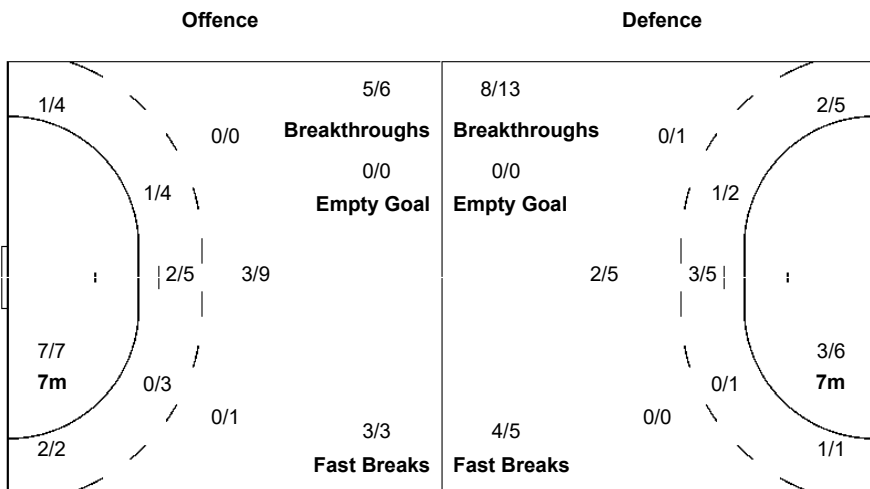 Offence Defence
5/6 8/13
1/4 2/5
0/0 Breakthroughs Breakthroughs 0/1
0/0 0/0
1/4 Empty Goal Empty Goal 1/2
2/5 3/9 2/5 3/5
7/7 3/6
7m 0/3 0/1 7m
0/1 0/0
3/3 4/5
2/2 1/1
Fast Breaks Fast Breaks